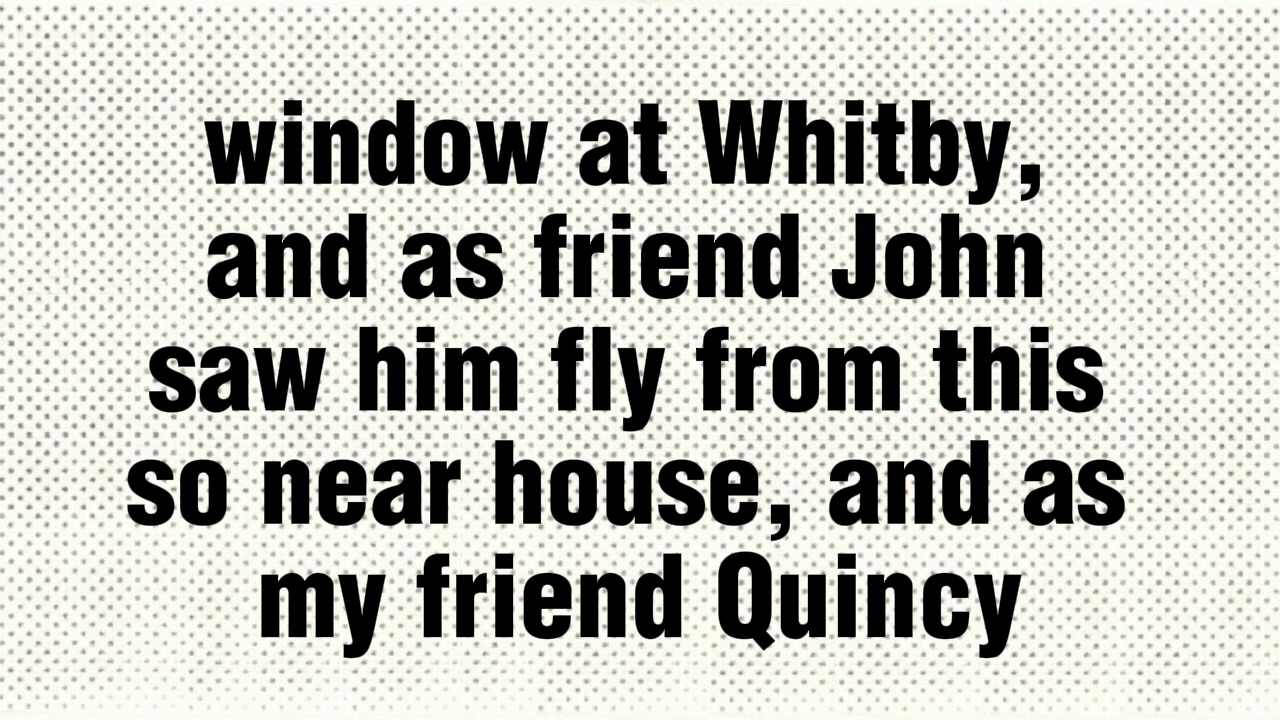 window at Whitby,
and as friend John
saw him fly from this
so near house, and as
my friend Quincy